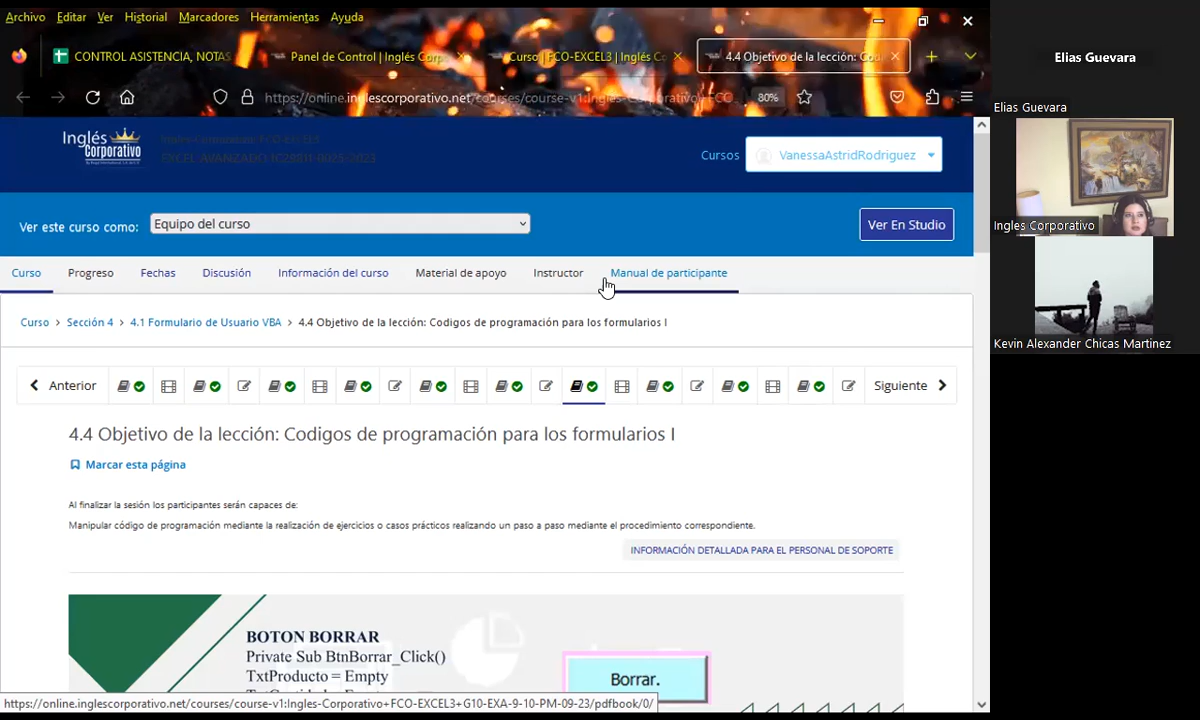 Archivo Editar Ver Historial Marcadores Herramientas Ayuda
CONTROL ASISTENCIA, NOTAS
Panel de Control | Inglés Corp
Curso | FCO-EXCEL3 | Inglés Co
4.4 Objetivo de la lección: Cod
https://online.inglescorporativo.net/courses/course-v1:Ingles-Corporativo+FCO
80%
Inglés
Corporativo
EXCEL AVANZADO
Cursos
VanessaAstridRodriguez
Ver este curso como:
Equipo del curso
Ver En Studio
Curso Progreso Fechas Discusión Información del curso Material de apoyo Instructor Manual de participante
Curso > Sección 4 > 4.1 Formulario de Usuario VBA > 4.4 Objetivo de la lección: Codigos de programación para los formularios I
Anterior
Siguiente
4.4 Objetivo de la lección: Codigos de programación para los formularios I
Marcar esta página
Al finalizar la sesión los participantes serán capaces de:
Manipular código de programación mediante la realización de ejercicios o casos prácticos realizando un paso a paso mediante el procedimiento correspondiente.
INFORMACIÓN DETALLADA PARA EL PERSONAL DE SOPORTE
BOTON BORRAR
Private Sub BtnBorrar_Click()
TxtProducto = Empty
Borrar.
https://online.inglescorporativo.net/courses/course-v1:Ingles-Corporativo+FCO-EXCEL3+G10-EXA-9-10-PM-09-23/pdfbook/0/
Elias Guevara
Elias Guevara
Ingles Corporativo
Kevin Alexander Chicas Martinez